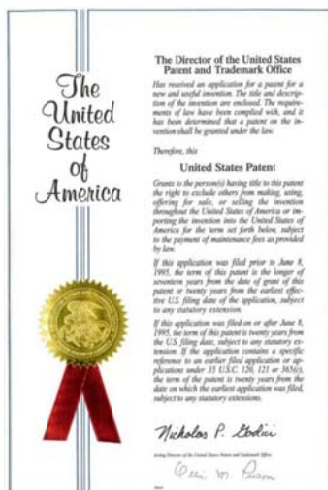 The
United
States
of
America
The Director of the United States
Patent and Trademark Office
Has received an application for a patent for a
new and useful invention. The title and descrip-
tion of the invention are enclosed. The require-
ments of law have been complied with, and it
has been determined that a patent on the in-
vention shall be granted under the law.
Therefore, this
United States Patent
Grants to the person(s) having title to this patent
the right to exclude others from making, using,
offering for sale, or selling the invention
throughout the United States of America or im-
porting the invention into the United States of
America for the term set forth below, subject
to the payment of maintenance fees as provided
by law.
If this application was filed prior to June 8,
1995, the term of this patent is the longer of
seventeen years from the date of grant of this
patent or twenty years from the earliest effec-
tive U.S. filing date of the application, subject
to any statutory extension.
If this application was filed on or after June 8,
1995, the term of this patent is twenty years from
the U.S. filing date, subject to any statutory ex-
tension. If the application contains a specific
reference to an earlier filed application or ap-
plications under 35 U.S.C. 120, 121 or 365(c),
the term of the patent is twenty years from the
date on which the earliest application was filed,
subject to any statutory extensions.
Nicholas P. Godici
Acting Director of the United States Patent and Trademark Office